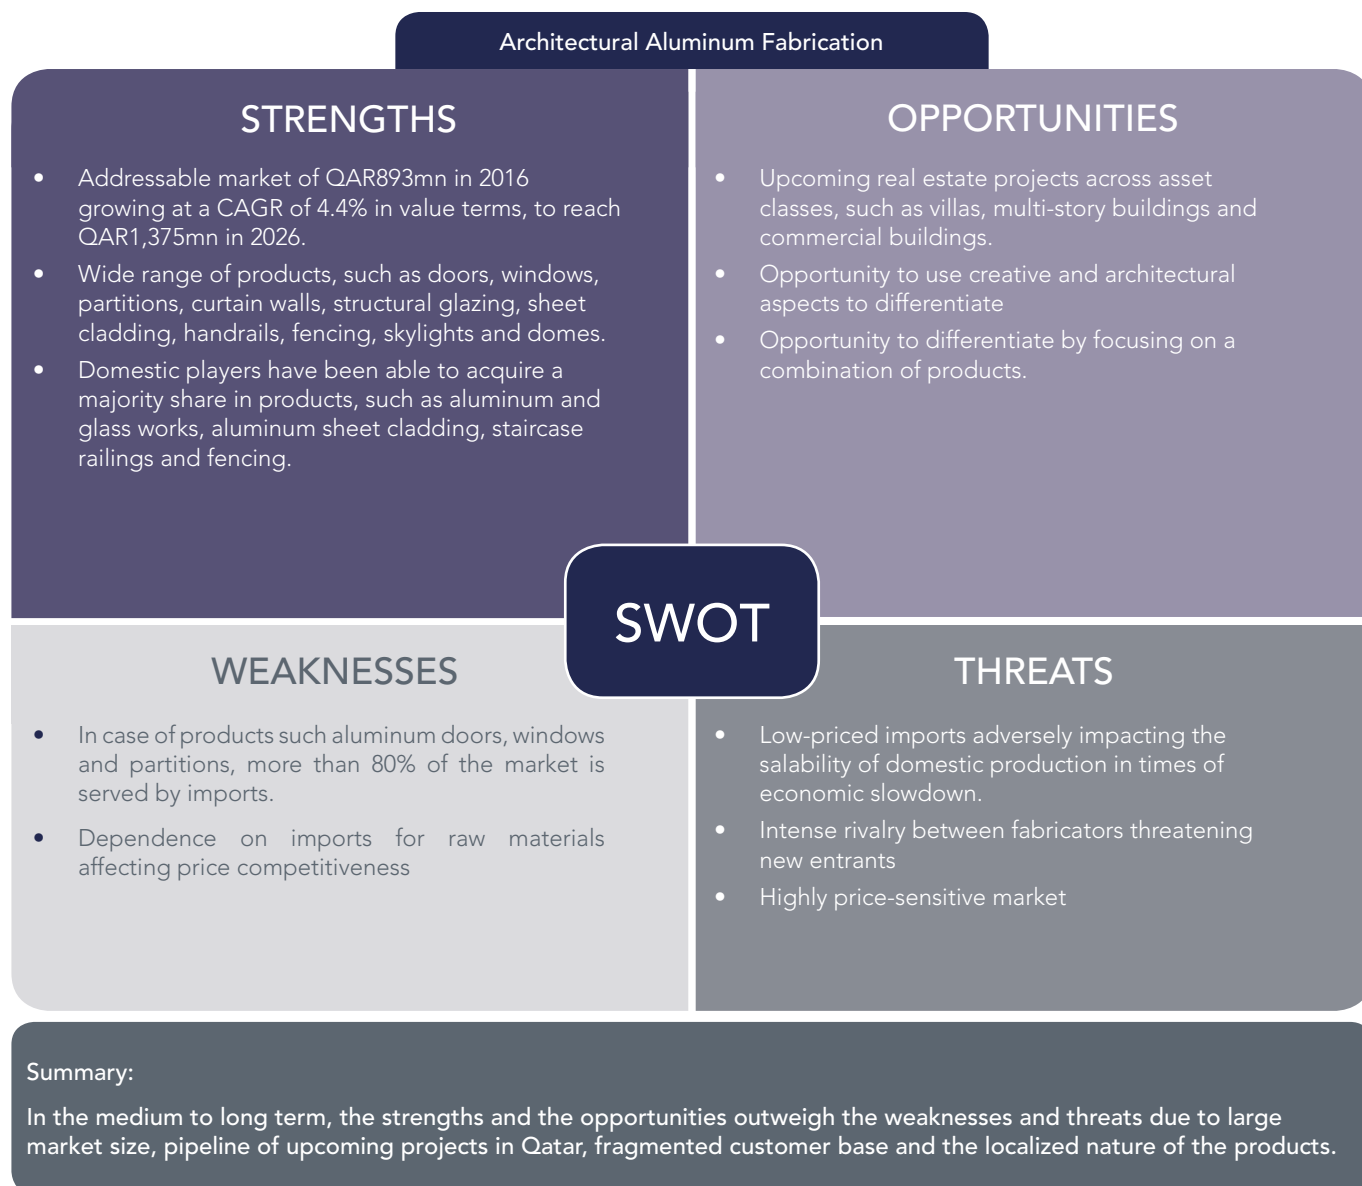 Architectural Aluminum Fabrication
STRENGTHS
• Addressable market of QAR893mn in 2016
growing at a CAGR of 4.4% in value terms, to reach
QAR1,375mn in 2026.
• Wide range of products, such as doors, windows,
partitions, curtain walls, structural glazing, sheet
cladding, handrails, fencing, skylights and domes.
• Domestic players have been able to acquire a
majority share in products, such as aluminum and
glass works, aluminum sheet cladding, staircase
railings and fencing.
OPPORTUNITIES
• Upcoming real estate projects across asset
classes, such as villas, multi-story buildings and
commercial buildings.
• Opportunity to use creative and architectural
aspects to differentiate
• Opportunity to differentiate by focusing on a
combination of products.
SWOT
WEAKNESSES
• In case of products such aluminum doors, windows
and partitions, more than 80% of the market is
served by imports.
• Dependence on imports for raw materials
affecting price competitiveness
THREATS
• Low-priced imports adversely impacting the
salability of domestic production in times of
economic slowdown.
• Intense rivalry between fabricators threatening
new entrants
• Highly price-sensitive market
Summary:
In the medium to long term, the strengths and the opportunities outweigh the weaknesses and threats due to large
market size, pipeline of upcoming projects in Qatar, fragmented customer base and the localized nature of the products.